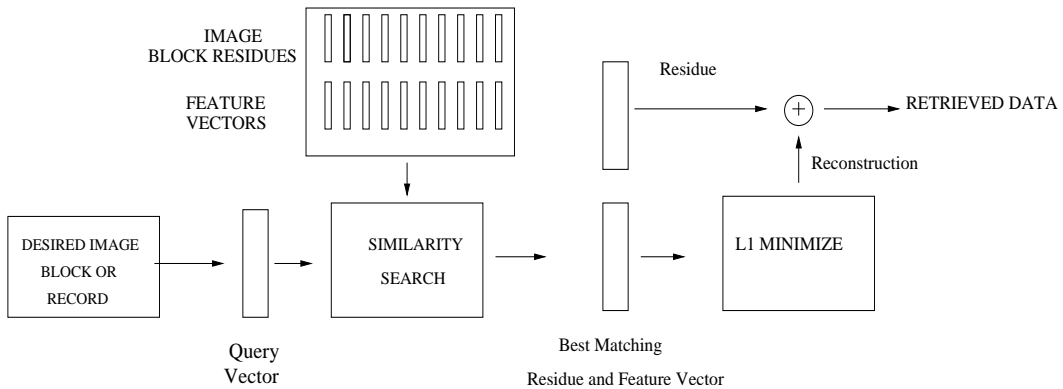 IMAGE
BLOCK RESIDUES
FEATURE
VECTORS
Residue
+
RETRIEVED DATA
Reconstruction
DESIRED IMAGE
BLOCK OR
RECORD
SIMILARITY
SEARCH
L1 MINIMIZE
Query
Vector
Best Matching
Residue and Feature Vector